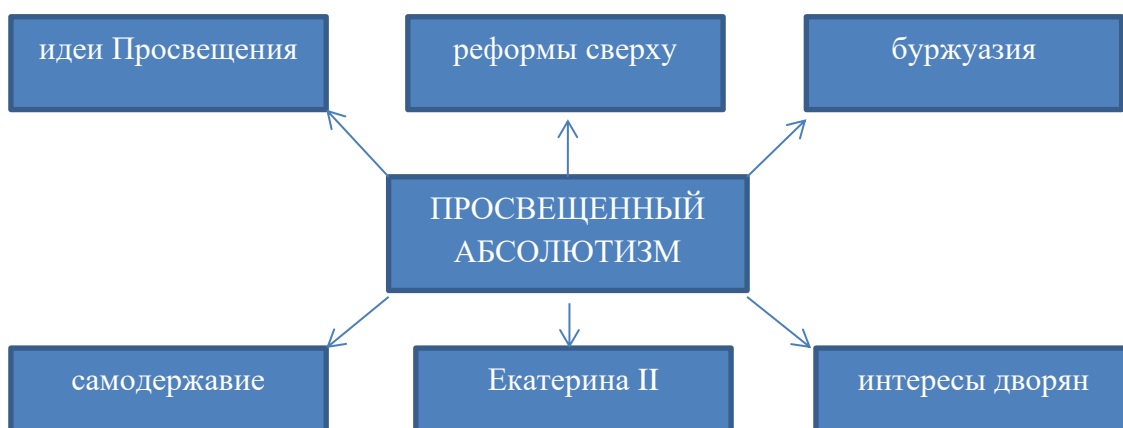 идеи Просвещения
реформы сверху
буржуазия
ПРОСВЕЩЕННЫЙ
АБСОЛЮТИЗМ
самодержавие
Екатерина II
интересы дворян